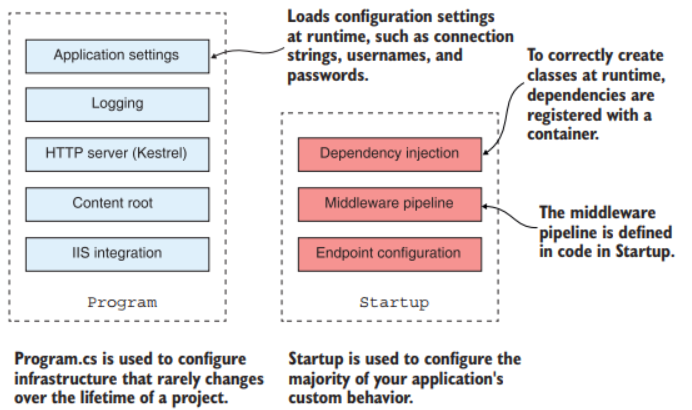 Loads configuration settings
at runtime, such as connection
strings, usernames, and
passwords.
To correctly create
classes at runtime,
dependencies are
registered with a
container.
Application settings
Logging
HTTP server (Kestrel)
Content root
IIS integration
Program
Dependency injection
Middleware pipeline
Endpoint configuration
Startup
The middleware
pipeline is defined
in code in Startup.
Program.cs is used to configure
infrastructure that rarely changes
over the lifetime of a project.
Startup is used to configure the
majority of your application's
custom behavior.